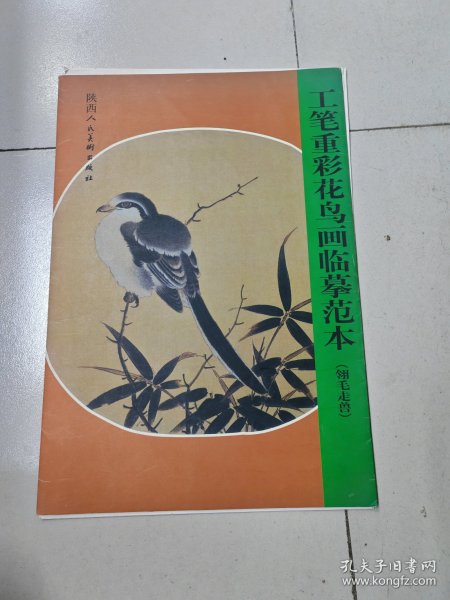 工笔重彩花鸟画临摹范本
（翎毛走兽）
陕西人民美术出版社
孔夫子旧书网
www.kongfz.com